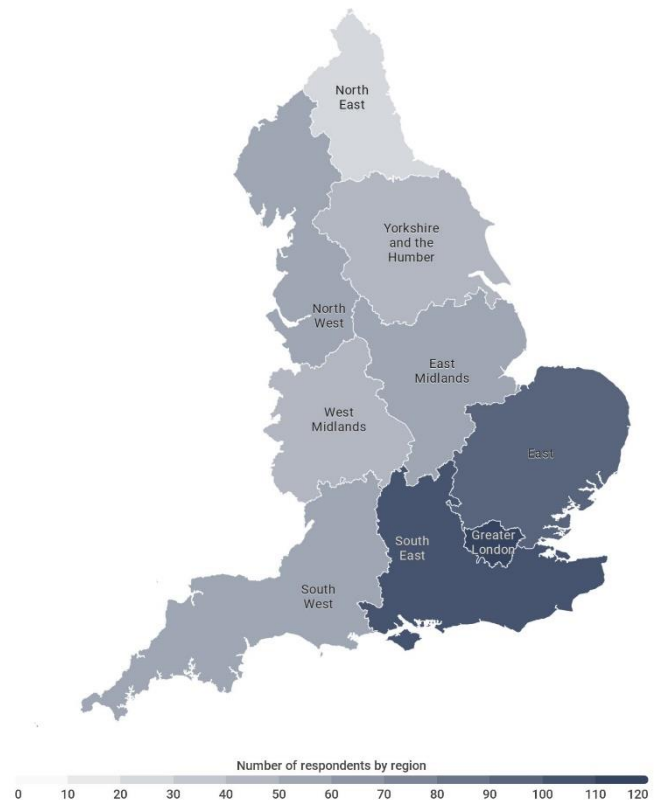 North
East
Yorkshire
and the
Humber
North
West
East
Midlands
West
Midlands
East
South
East
Greater
London
South
West
Number of respondents by region
0 10 20 30 40 50 60 70 80 90 100 110 120